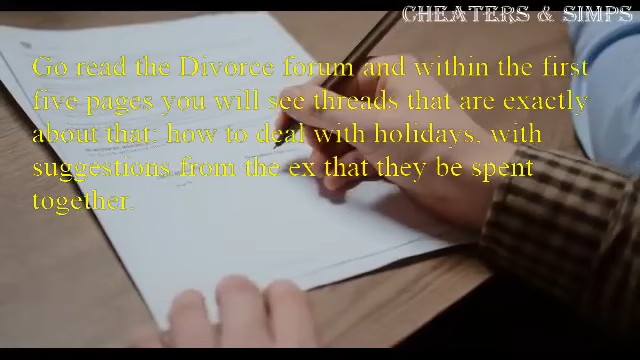 CHEATERS & SIMPS
Go read the Divorce forum and within the first
five pages you will see threads that are exactly
about that: how to deal with holidays, with
suggestions from the ex that they be spent
together.